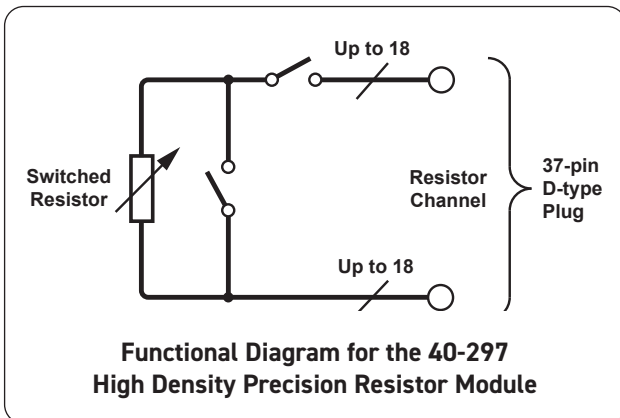 Up to 18
Switched
Resistor
Resistor
Channel
37-pin
D-type
Plug
Up to 18
Functional Diagram for the 40-297
High Density Precision Resistor Module